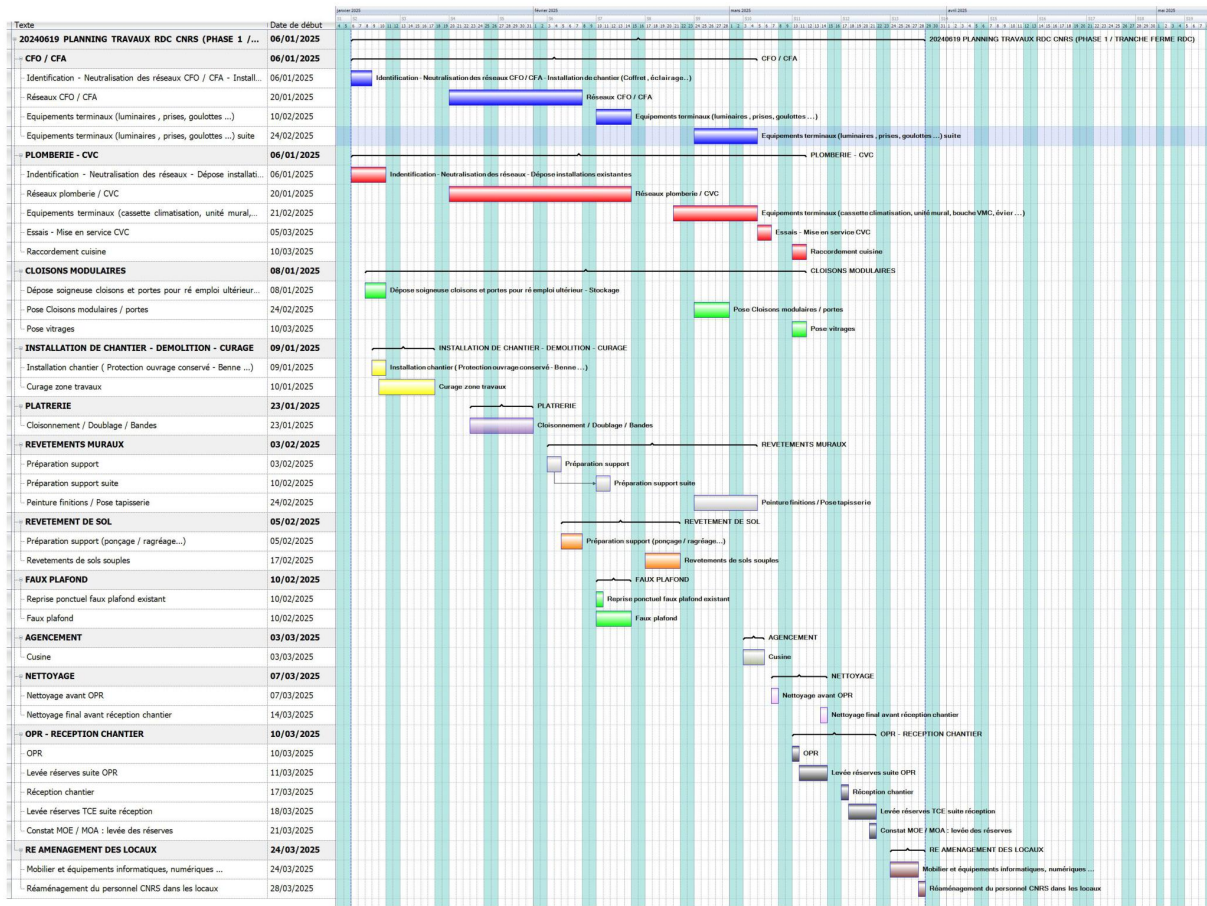 janvier 2025 février 2025 mars 2025 avril 2025 mai 2025
Texte Date de début
20240619 PLANNING TRAVAUX RDC CNRS (PHASE 1 /... 06/01/2025 20240619 PLANNING TRAVAUX RDC CNRS (PHASE 1 / TRANCHE FERME RDC)
CFO / CFA 06/01/2025 CFO / CFA
Identification - Neutralisation des réseaux CFO / CFA - Install... 06/01/2025 Identification - Neutralisation des réseaux CFO / CFA - Installation de chantier (Coffret , éclairage..)
Réseaux CFO / CFA 20/01/2025 Réseaux CFO / CFA
Equipements terminaux (luminaires , prises, goulottes ...) 10/02/2025 Equipements terminaux (luminaires , prises, goulottes ...)
Equipements terminaux (luminaires , prises, goulottes ...) suite 24/02/2025 Equipements terminaux (luminaires , prises, goulottes ...) suite
PLOMBERIE - CVC 06/01/2025 PLOMBERIE - CVC
Indentification - Neutralisation des réseaux - Dépose installati... 06/01/2025 Indentification - Neutralisation des réseaux - Dépose installations existantes
Réseaux plomberie / CVC 20/01/2025 Réseaux plomberie / CVC
Equipements terminaux (cassette climatisation, unité mural,... 21/02/2025 Equipements terminaux (cassette climatisation, unité mural, bouche VMC, évier ...)
Essais - Mise en service CVC 05/03/2025 Essais - Mise en service CVC
Raccordement cuisine 10/03/2025 Raccordement cuisine
CLOISONS MODULAIRES 08/01/2025 CLOISONS MODULAIRES
Dépose soigneuse cloisons et portes pour ré emploi ultérieur... 08/01/2025 Dépose soigneuse cloisons et portes pour ré emploi ultérieur - Stockage
Pose Cloisons modulaires / portes 24/02/2025 Pose Cloisons modulaires / portes
Pose vitrages 10/03/2025 Pose vitrages
INSTALLATION DE CHANTIER - DEMOLITION - CURAGE 09/01/2025 INSTALLATION DE CHANTIER - DEMOLITION - CURAGE
Installation chantier ( Protection ouvrage conservé - Benne ...) 09/01/2025 Installation chantier ( Protection ouvrage conservé - Benne ...)
Curage zone travaux 10/01/2025 Curage zone travaux
PLATRERIE 23/01/2025 PLATRERIE
Cloisonnement / Doublage / Bandes 23/01/2025 Cloisonnement / Doublage / Bandes
REVETEMENTS MURAUX 03/02/2025 REVETEMENTS MURAUX
Préparation support 03/02/2025 Préparation support
Préparation support suite 10/02/2025 Préparation support suite
Peinture finitions / Pose tapisserie 24/02/2025 Peinture finitions / Pose tapisserie
REVETEMENT DE SOL 05/02/2025 REVETEMENT DE SOL
Préparation support (ponçage / ragréage...) 05/02/2025 Préparation support (ponçage / ragréage...)
Revetements de sols souples 17/02/2025 Revetements de sols souples
FAUX PLAFOND 10/02/2025 FAUX PLAFOND
Reprise ponctuel faux plafond existant 10/02/2025 Reprise ponctuel faux plafond existant
Faux plafond 10/02/2025 Faux plafond
AGENCEMENT 03/03/2025 AGENCEMENT
Cusine 03/03/2025 Cusine
NETTOYAGE 07/03/2025 NETTOYAGE
Nettoyage avant OPR 07/03/2025 Nettoyage avant OPR
Nettoyage final avant réception chantier 14/03/2025 Nettoyage final avant réception chantier
OPR - RECEPTION CHANTIER 10/03/2025 OPR - RECEPTION CHANTIER
OPR 10/03/2025 OPR
Levée réserves suite OPR 11/03/2025 Levée réserves suite OPR
Réception chantier 17/03/2025 Réception chantier
Levée réserves TCE suite réception 18/03/2025 Levée réserves TCE suite réception
Constat MOE / MOA : levée des réserves 21/03/2025 Constat MOE / MOA : levée des réserves
RE AMENAGEMENT DES LOCAUX 24/03/2025 RE AMENAGEMENT DES LOCAUX
Mobilier et équipements informatiques, numériques ... 24/03/2025 Mobilier et équipements informatiques, numériques ...
Réaménagement du personnel CNRS dans les locaux 28/03/2025 Réaménagement du personnel CNRS dans les locaux